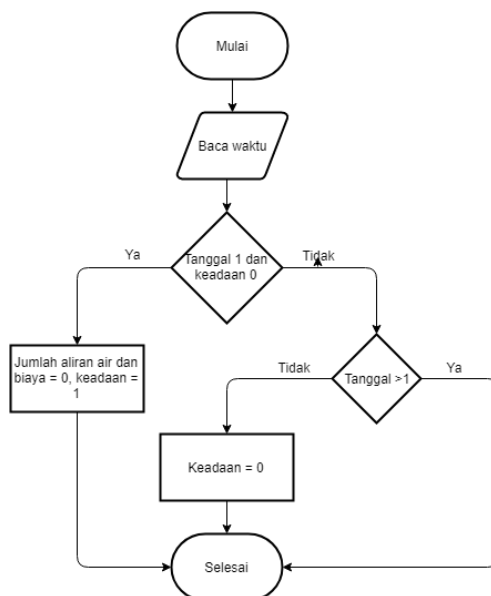 Mulai
Baca waktu
Ya
Tanggal 1 dan
keadaan 0
Tidak
Jumlah aliran air dan
biaya = 0, keadaan =
1
Tidak
Tanggal >1
Ya
Keadaan = 0
Selesai